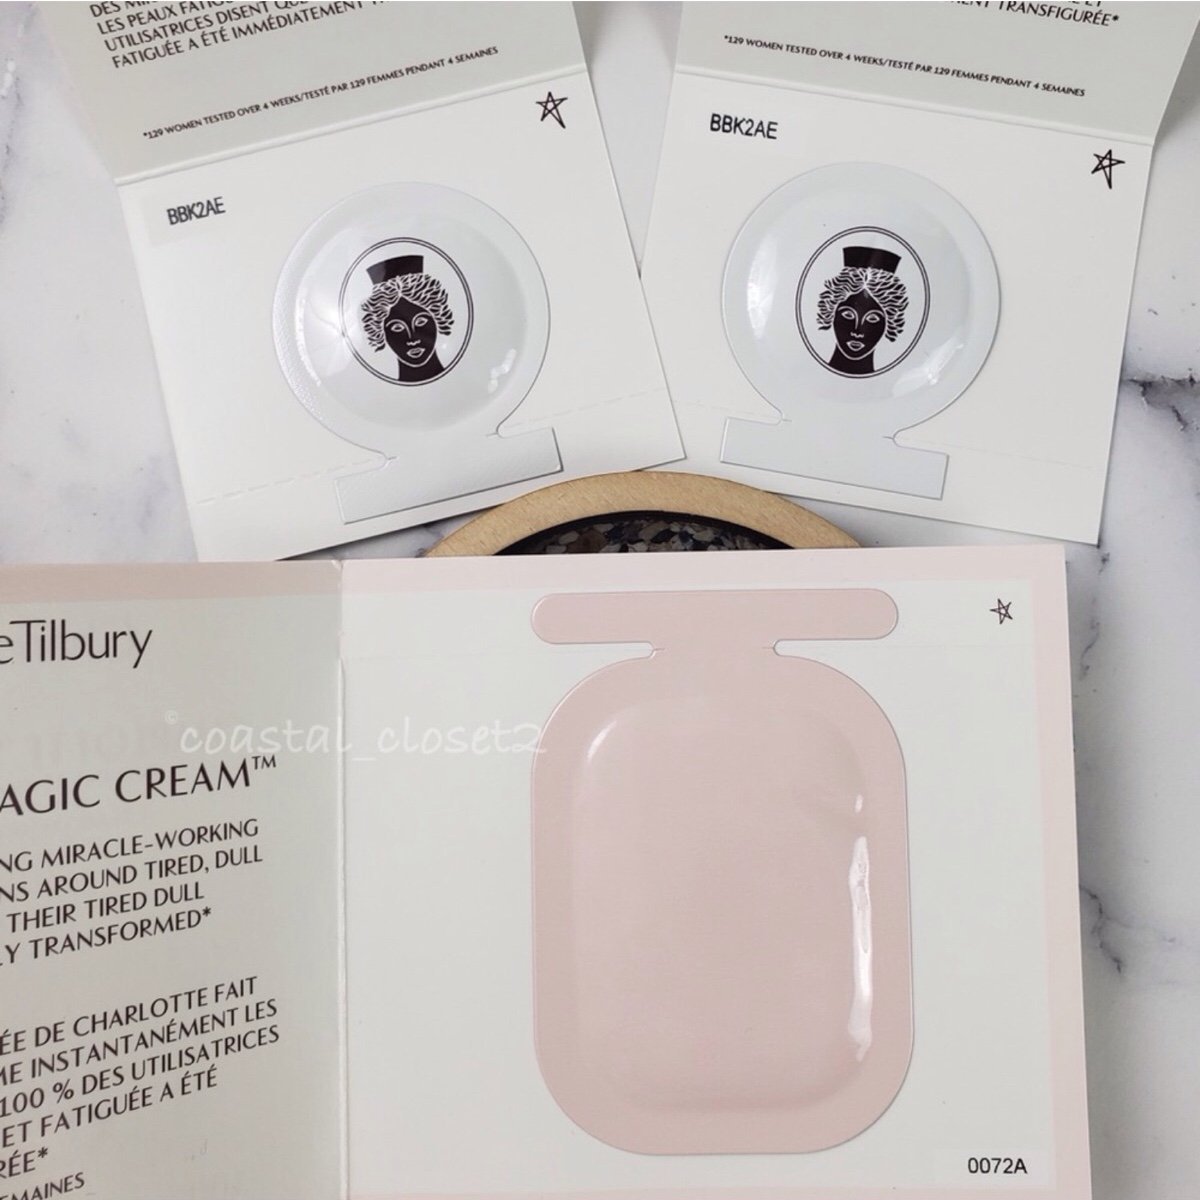 DES
LES PEAUX
UTILISATRICES DISENT
FATIGUÉE A ÉTÉ IMMÉDIATEMENT
*129 WOMEN TESTED OVER 4 WEEKS/TESTÉ PAR 129 FEMMES PENDANT 4 SEMAINES
BBK2AE
TRANSFIGURÉE*
*129 WOMEN TESTED OVER 4 WEEKS/TESTÉ PAR 129 FEMMES PENDANT 4 SEMAINES
BBK2AE
eTilbury
©coastal_closet2
AGIC CREAM™
NG MIRACLE-WORKING
NS AROUND TIRED, DULL
THEIR TIRED DULL
LY TRANSFORMED*
ÉE DE CHARLOTTE FAIT
ME INSTANTANÉMENT LES
100 % DES UTILISATRICES
ET FATIGUÉE A ÉTÉ
RÉE*
EMAINES
0072A